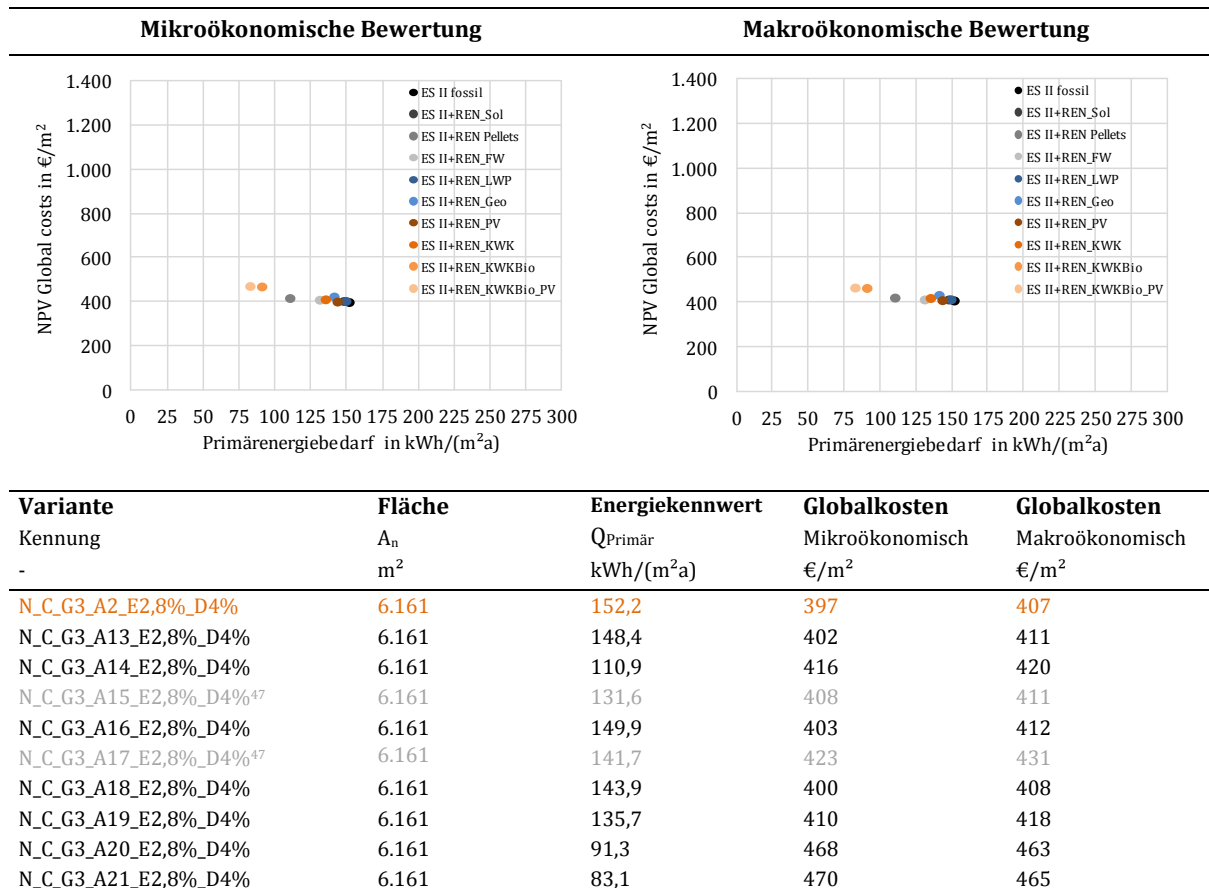 Mikroökonomische Bewertung
Makroökonomische Bewertung
NPV Global costs in €/m²
1.400
1.200
1.000
800
600
400
200
0
0 25 50 75 100 125 150 175 200 225 250 275 300
Primärenergiebedarf in kWh/(m²a)
ES II fossil
ES II+REN_Sol
ES II+REN Pellets
ES II+REN_FW
ES II+REN_LWP
ES II+REN_Geo
ES II+REN_PV
ES II+REN_KWK
ES II+REN_KWKBio
ES II+REN_KWKBio_PV
NPV Global costs in €/m²
1.400
1.200
1.000
800
600
400
200
0
0 25 50 75 100 125 150 175 200 225 250 275 300
Primärenergiebedarf in kWh/(m²a)
ES II fossil
ES II+REN_Sol
ES II+REN Pellets
ES II+REN_FW
ES II+REN_LWP
ES II+REN_Geo
ES II+REN_PV
ES II+REN_KWK
ES II+REN_KWKBio
ES II+REN_KWKBio_PV
Variante Fläche Energiekennwert Globalkosten Globalkosten
Kennung Aₙ QPrimär Mikroökonomisch Makroökonomisch
- m² kWh/(m²a) €/m² €/m²
N_C_G3_A2_E2,8%_D4% 6.161 152,2 397 407
N_C_G3_A13_E2,8%_D4% 6.161 148,4 402 411
N_C_G3_A14_E2,8%_D4% 6.161 110,9 416 420
N_C_G3_A15_E2,8%_D4%⁴⁷ 6.161 131,6 408 411
N_C_G3_A16_E2,8%_D4% 6.161 149,9 403 412
N_C_G3_A17_E2,8%_D4%⁴⁷ 6.161 141,7 423 431
N_C_G3_A18_E2,8%_D4% 6.161 143,9 400 408
N_C_G3_A19_E2,8%_D4% 6.161 135,7 410 418
N_C_G3_A20_E2,8%_D4% 6.161 91,3 468 463
N_C_G3_A21_E2,8%_D4% 6.161 83,1 470 465